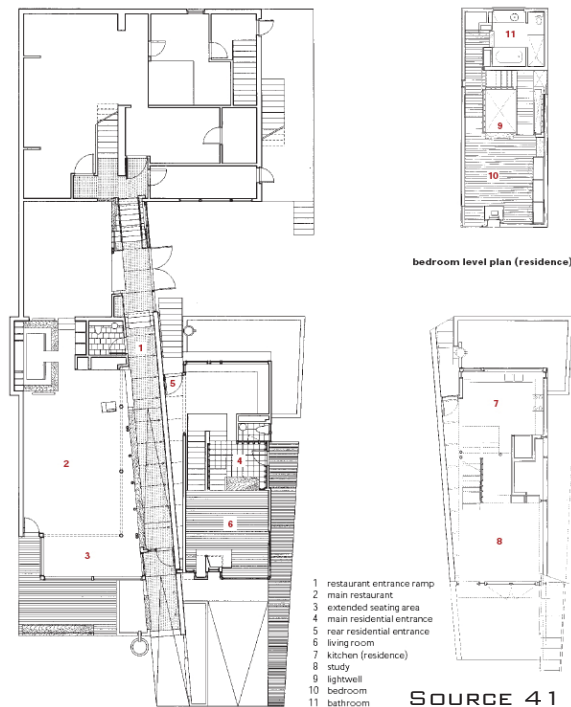 11
9
10
bedroom level plan (residence)
1
5
2
4
7
6
8
3
1 restaurant entrance ramp
2 main restaurant
3 extended seating area
4 main residential entrance
5 rear residential entrance
6 living room
7 kitchen (residence)
8 study
9 lightwell
10 bedroom
11 bathroom
SOURCE 41